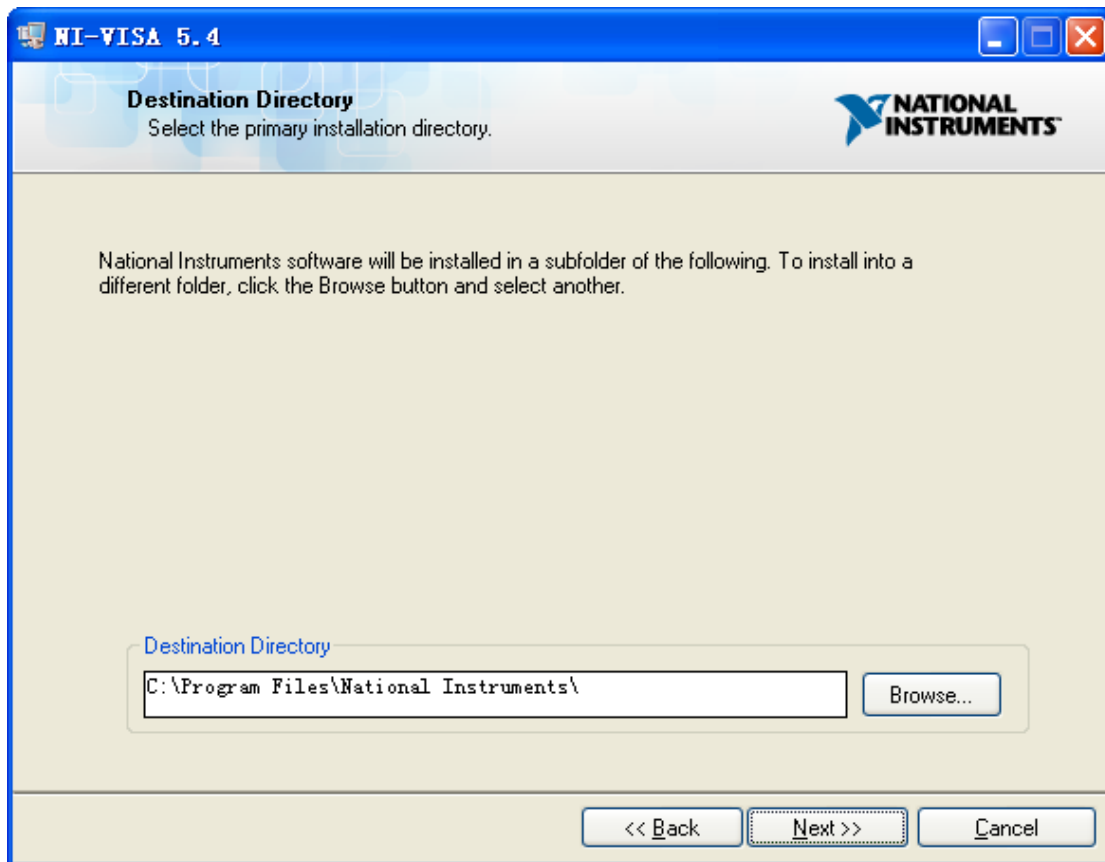 NI-VISA 5.4
Destination Directory
Select the primary installation directory.
NATIONAL
INSTRUMENTS™
National Instruments software will be installed in a subfolder of the following. To install into a
different folder, click the Browse button and select another.
Destination Directory
C:\Program Files\National Instruments\
Browse...
<< Back
Next >>
Cancel